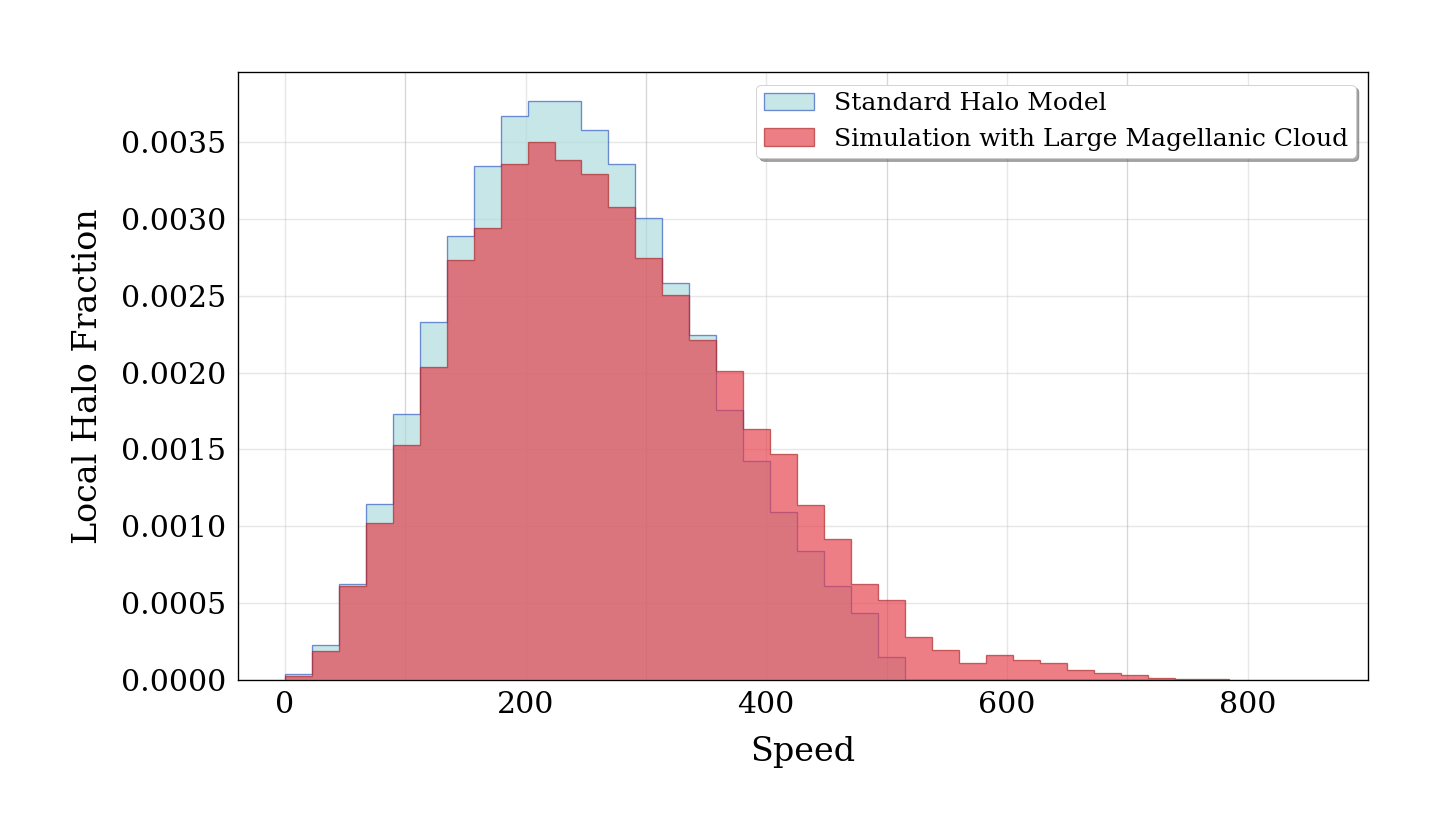 Standard Halo Model
Simulation with Large Magellanic Cloud
Local Halo Fraction
0.0035
0.0030
0.0025
0.0020
0.0015
0.0010
0.0005
0.0000
0 200 400 600 800
Speed